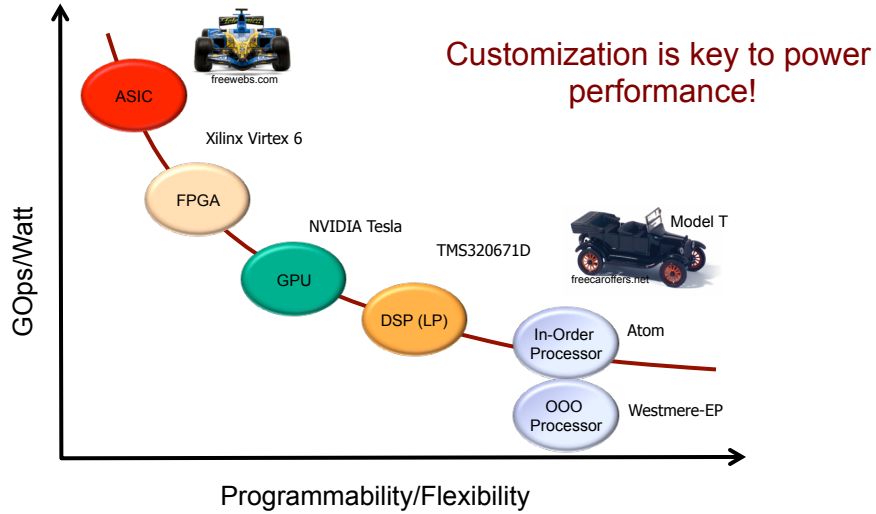 Customization is key to power
performance!
freewebs.com
ASIC
Xilinx Virtex 6
FPGA
NVIDIA Tesla
GPU
TMS320671D
DSP (LP)
Model T
freecaroffers.net
In-Order
Processor
Atom
OOO
Processor
Westmere-EP
GOps/Watt
Programmability/Flexibility